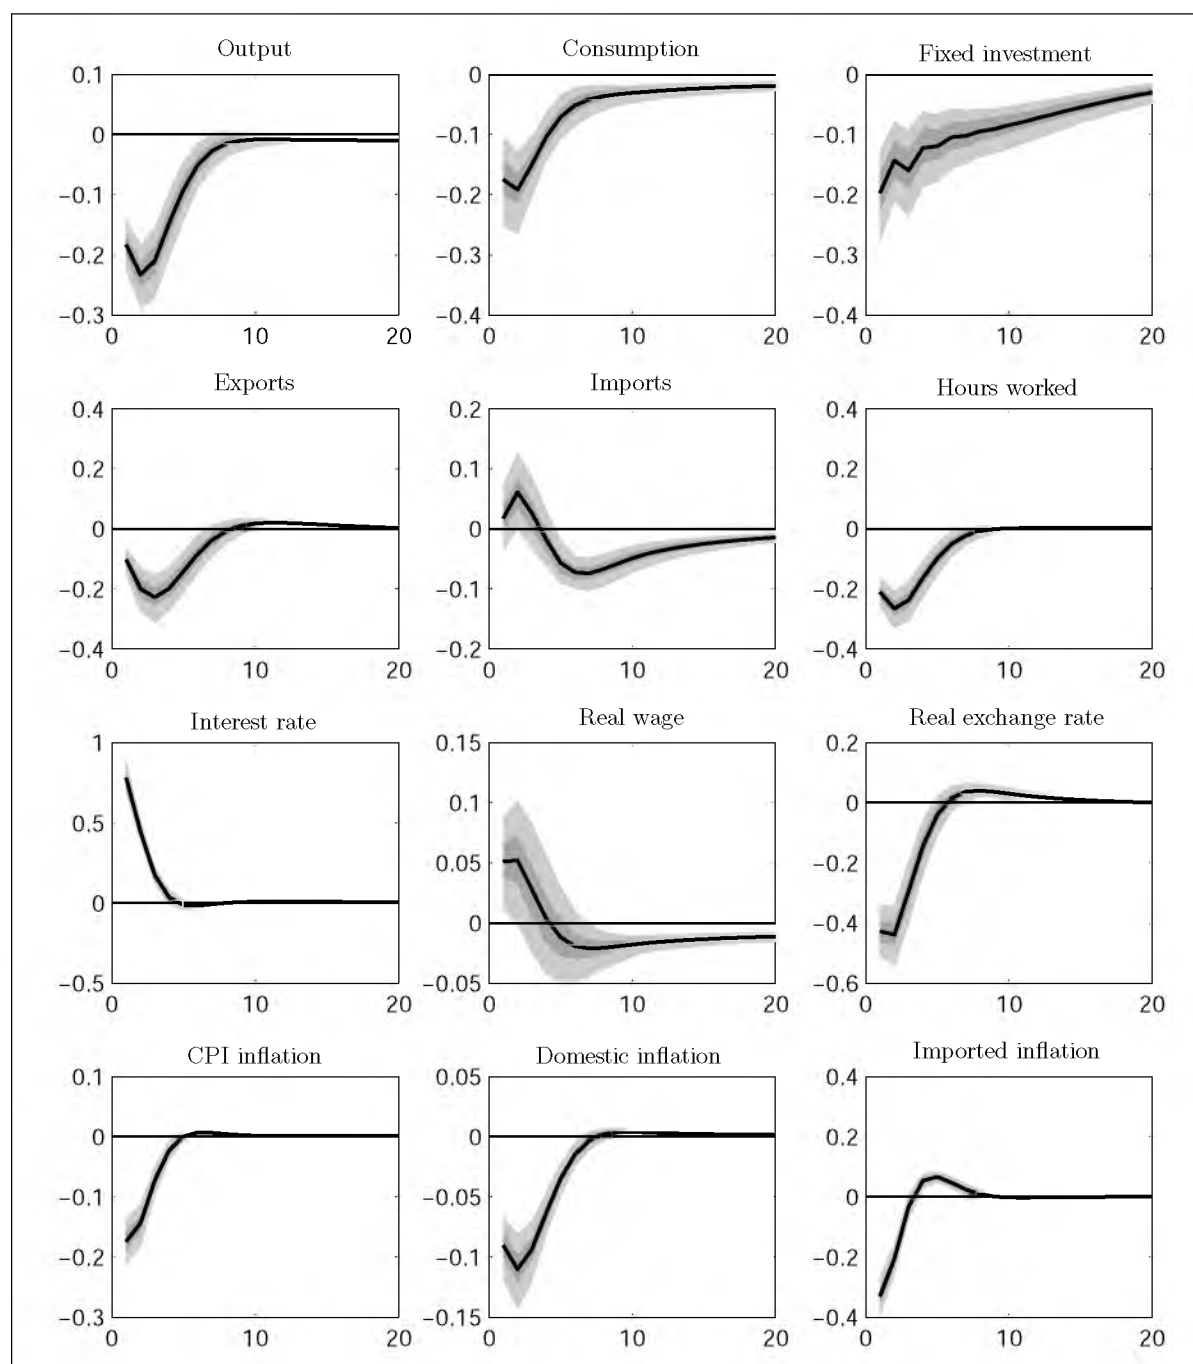 Output Consumption Fixed investment
0.1 0 0
0 −0.1 −0.1
−0.1 −0.2 −0.2
−0.2 −0.3 −0.3
−0.3 −0.4 −0.4
0 10 20 0 10 20 0 10 20
Exports Imports Hours worked
0.4 0.2 0.4
0.2 0.1 0.2
0 0 0
−0.2 −0.1 −0.2
−0.4 −0.2 −0.4
0 10 20 0 10 20 0 10 20
Interest rate Real wage Real exchange rate
1 0.15 0.2
0.1 0
0.5 0.05 −0.2
0 0 −0.4
−0.5 −0.05 −0.6
0 10 20 0 10 20 0 10 20
CPI inflation Domestic inflation Imported inflation
0.1 0.05 0.4
0 0 0.2
−0.1 −0.05 0
−0.2 −0.1 −0.2
−0.3 −0.15 −0.4
0 10 20 0 10 20 0 10 20